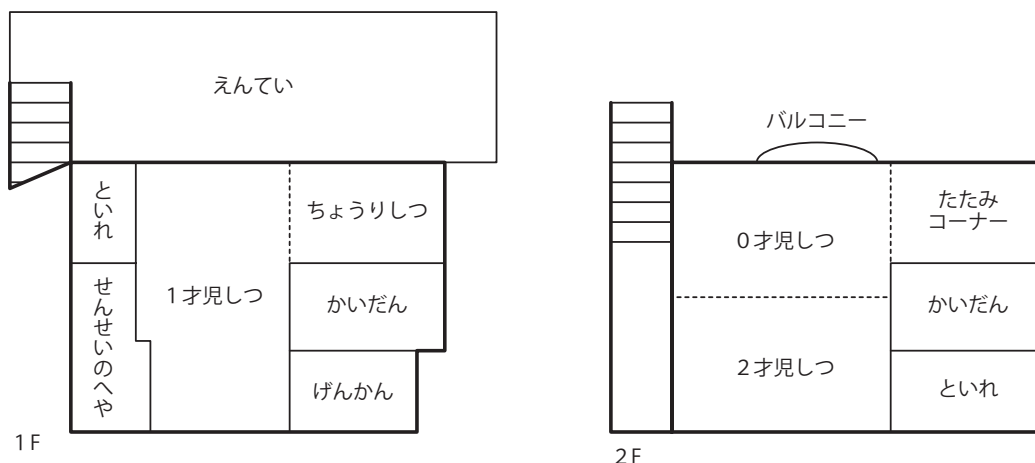 えんてい
といれ
ちょうりしつ
せんせいのへや
1才児しつ
かいだん
げんかん
1F
バルコニー
0才児しつ
たたみ
コーナー
かいだん
2才児しつ
といれ
2F